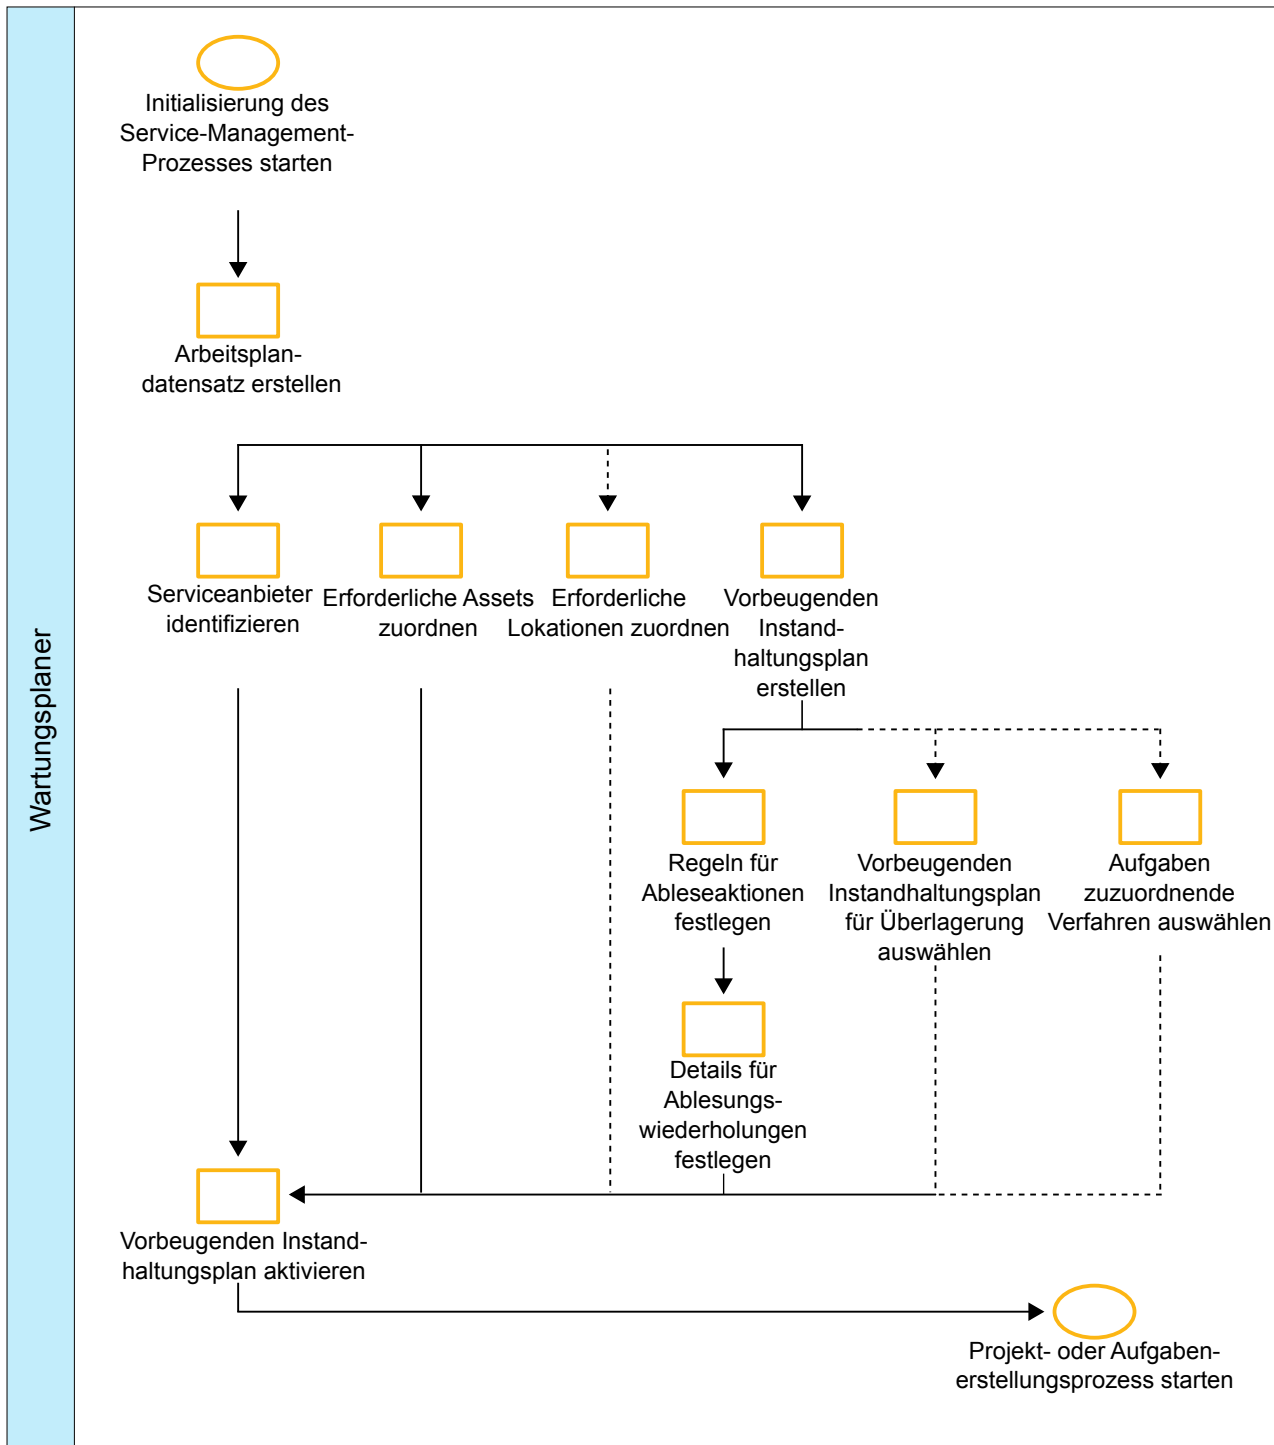 Wartungsplaner
Initialisierung des
Service-Management-
Prozesses starten
Arbeitsplan-
datensatz erstellen
Serviceanbieter
identifizieren
Erforderliche Assets
zuordnen
Erforderliche
Lokationen zuordnen
Vorbeugenden
Instand-
haltungsplan
erstellen
Regeln für
Ableseaktionen
festlegen
Vorbeugenden
Instandhaltungsplan
für Überlagerung
auswählen
Aufgaben
zuzuordnende
Verfahren auswählen
Details für
Ablesungs-
wiederholungen
festlegen
Vorbeugenden Instand-
haltungsplan aktivieren
Projekt- oder Aufgaben-
erstellungsprozess starten